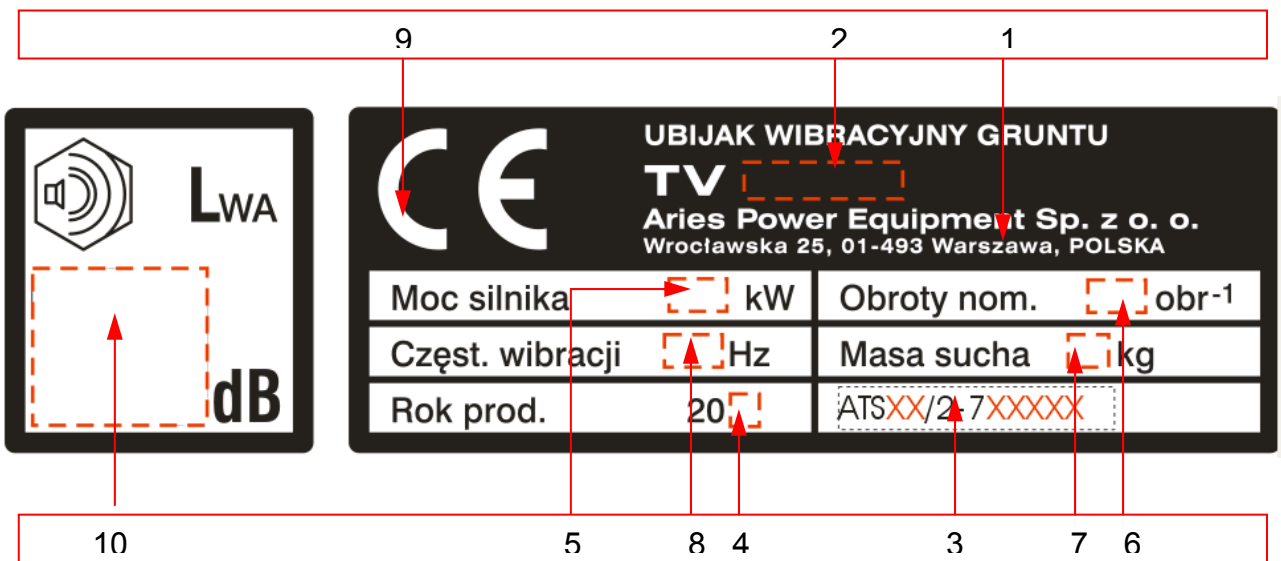 9 2 1
CE
UBIJAK WIBRACYJNY GRUNTU
TV
Aries Power Equipment Sp. z o. o.
Wrocławska 25, 01-493 Warszawa, POLSKA
LWA
dB
Moc silnika kW
Obroty nom. obr-1
Częst. wibracji Hz
Masa sucha kg
Rok prod. 20
ATSXX/2-7XXXXX
10 5 8 4 3 7 6